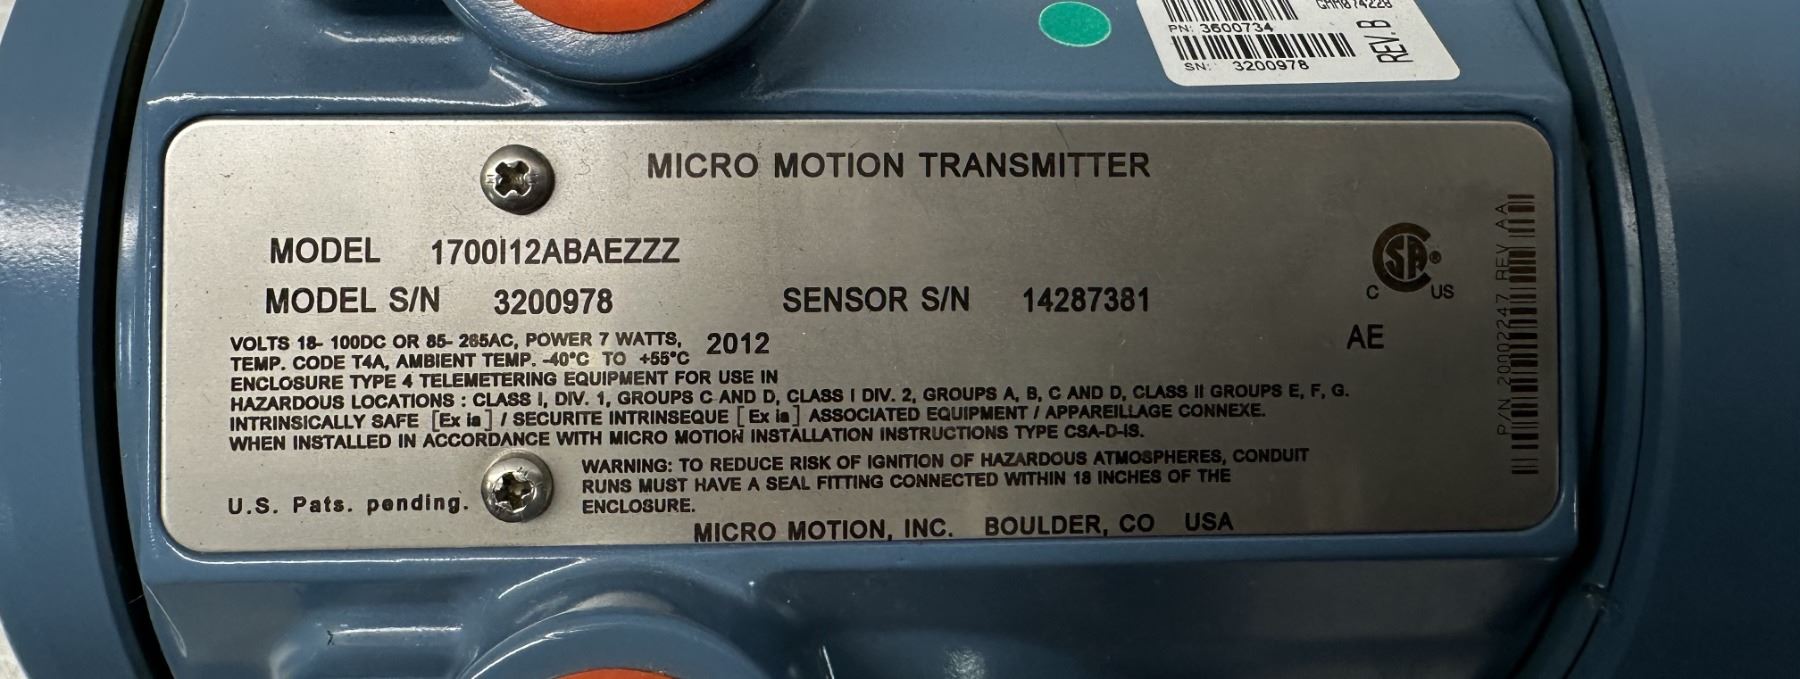 GMM074228
PN: 3600734
SN: 3200978
REV. B
MICRO MOTION TRANSMITTER
MODEL 1700I12ABAEZZZ
MODEL S/N 3200978 SENSOR S/N 14287381
VOLTS 18- 100DC OR 85- 265AC, POWER 7 WATTS, 2012
TEMP. CODE T4A, AMBIENT TEMP. -40°C TO +55°C
ENCLOSURE TYPE 4 TELEMETERING EQUIPMENT FOR USE IN
HAZARDOUS LOCATIONS : CLASS I, DIV. 1, GROUPS C AND D, CLASS I DIV. 2, GROUPS A, B, C AND D, CLASS II GROUPS E, F, G.
INTRINSICALLY SAFE [Ex ia] / SECURITE INTRINSEQUE [Ex ia] ASSOCIATED EQUIPMENT / APPAREILLAGE CONNEXE.
WHEN INSTALLED IN ACCORDANCE WITH MICRO MOTION INSTALLATION INSTRUCTIONS TYPE CSA-D-IS.
WARNING: TO REDUCE RISK OF IGNITION OF HAZARDOUS ATMOSPHERES, CONDUIT
RUNS MUST HAVE A SEAL FITTING CONNECTED WITHIN 18 INCHES OF THE
ENCLOSURE.
U.S. Pats. pending.
MICRO MOTION, INC. BOULDER, CO USA
CSA®
C US
AE
P/N 20002247 REV AA